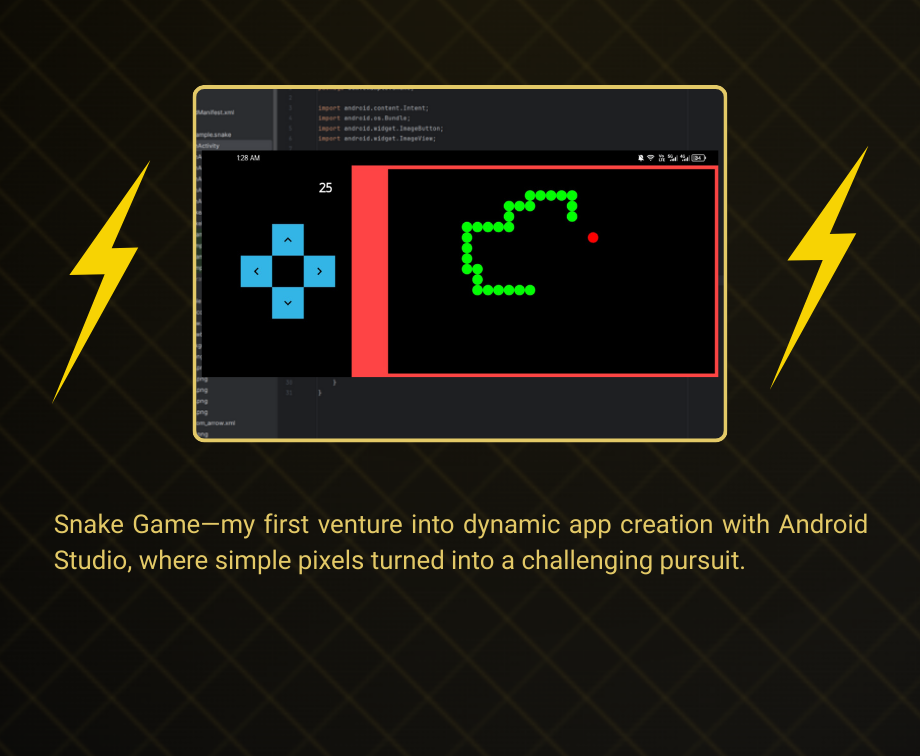 import android.content.Intent;
import android.os.Bundle;
import android.widget.ImageButton;
import android.widget.ImageView;
Manifest.xml
ample.snake
Activity
1:28 AM
25
png
png
png
om_arrow.xml
png
Snake Game—my first venture into dynamic app creation with Android
Studio, where simple pixels turned into a challenging pursuit.